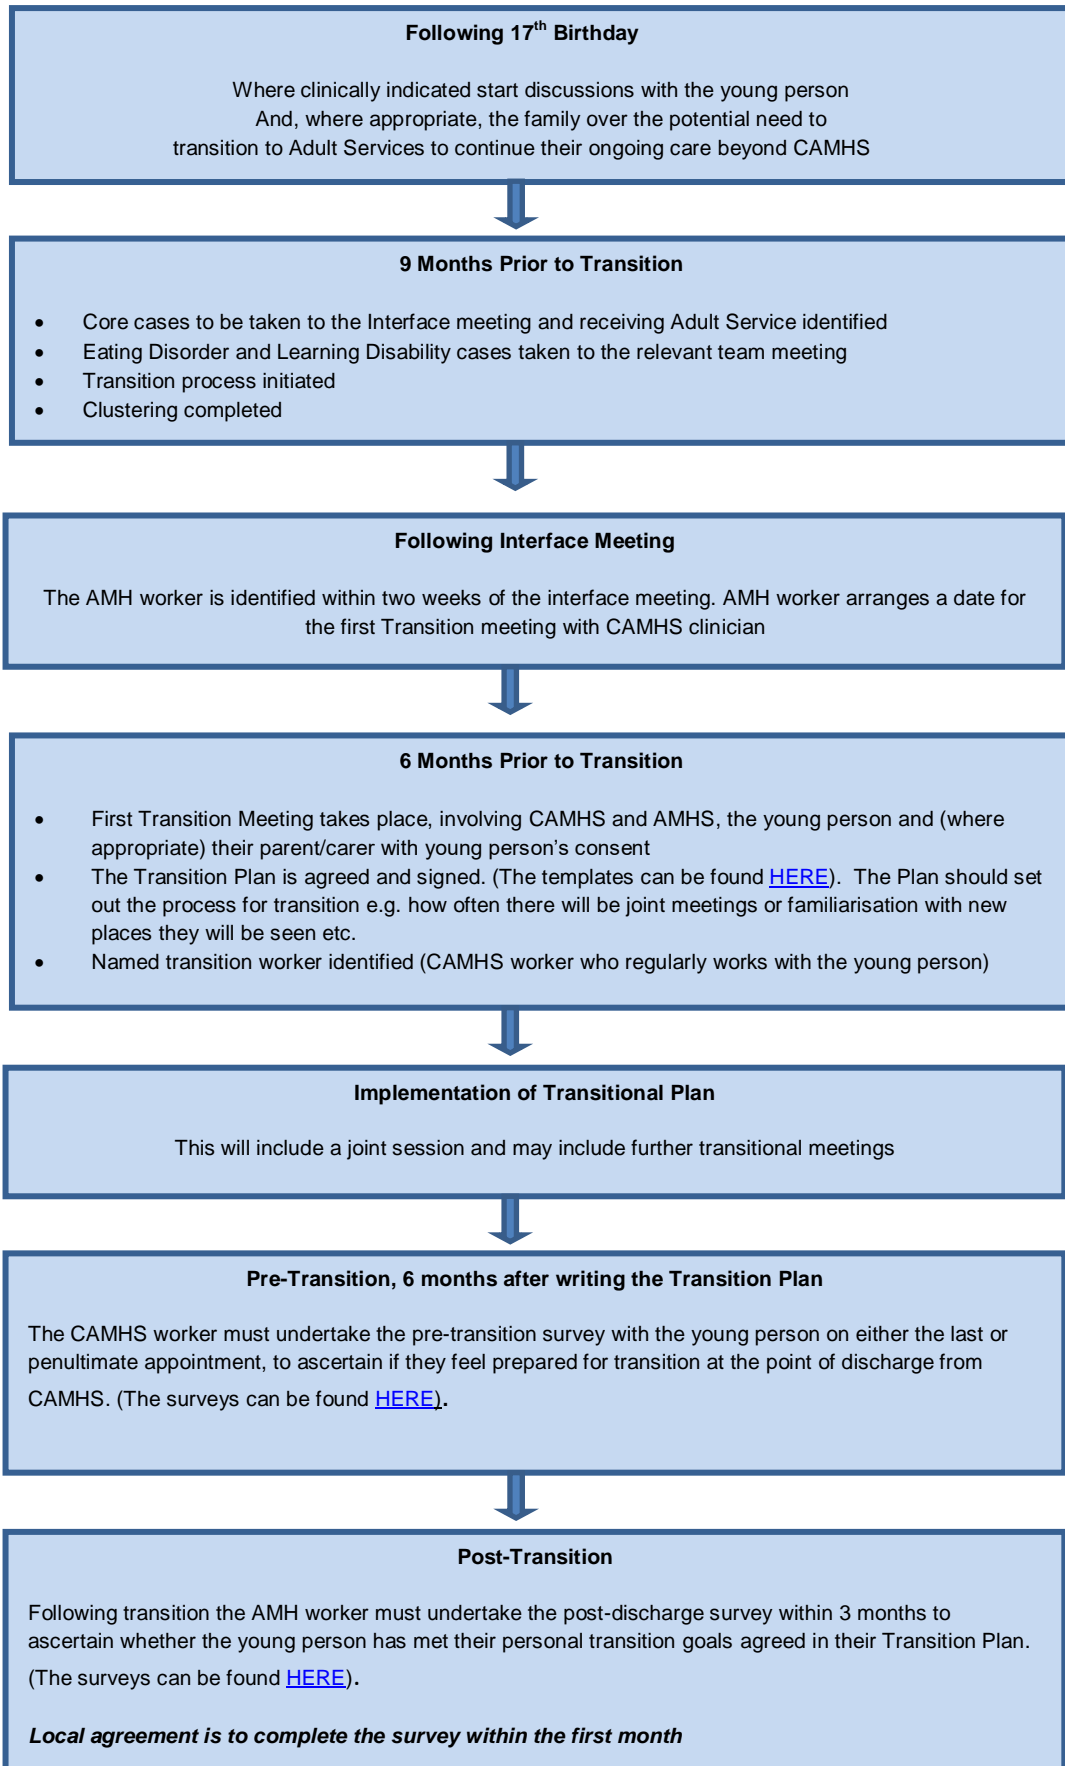 Following 17th Birthday
Where clinically indicated start discussions with the young person
And, where appropriate, the family over the potential need to
transition to Adult Services to continue their ongoing care beyond CAMHS
9 Months Prior to Transition
• Core cases to be taken to the Interface meeting and receiving Adult Service identified
• Eating Disorder and Learning Disability cases taken to the relevant team meeting
• Transition process initiated
• Clustering completed
Following Interface Meeting
The AMH worker is identified within two weeks of the interface meeting. AMH worker arranges a date for
the first Transition meeting with CAMHS clinician
6 Months Prior to Transition
• First Transition Meeting takes place, involving CAMHS and AMHS, the young person and (where
appropriate) their parent/carer with young person's consent
• The Transition Plan is agreed and signed. (The templates can be found HERE). The Plan should set
out the process for transition e.g. how often there will be joint meetings or familiarisation with new
places they will be seen etc.
• Named transition worker identified (CAMHS worker who regularly works with the young person)
Implementation of Transitional Plan
This will include a joint session and may include further transitional meetings
Pre-Transition, 6 months after writing the Transition Plan
The CAMHS worker must undertake the pre-transition survey with the young person on either the last or
penultimate appointment, to ascertain if they feel prepared for transition at the point of discharge from
CAMHS. (The surveys can be found HERE).
Post-Transition
Following transition the AMH worker must undertake the post-discharge survey within 3 months to
ascertain whether the young person has met their personal transition goals agreed in their Transition Plan.
(The surveys can be found HERE).
Local agreement is to complete the survey within the first month